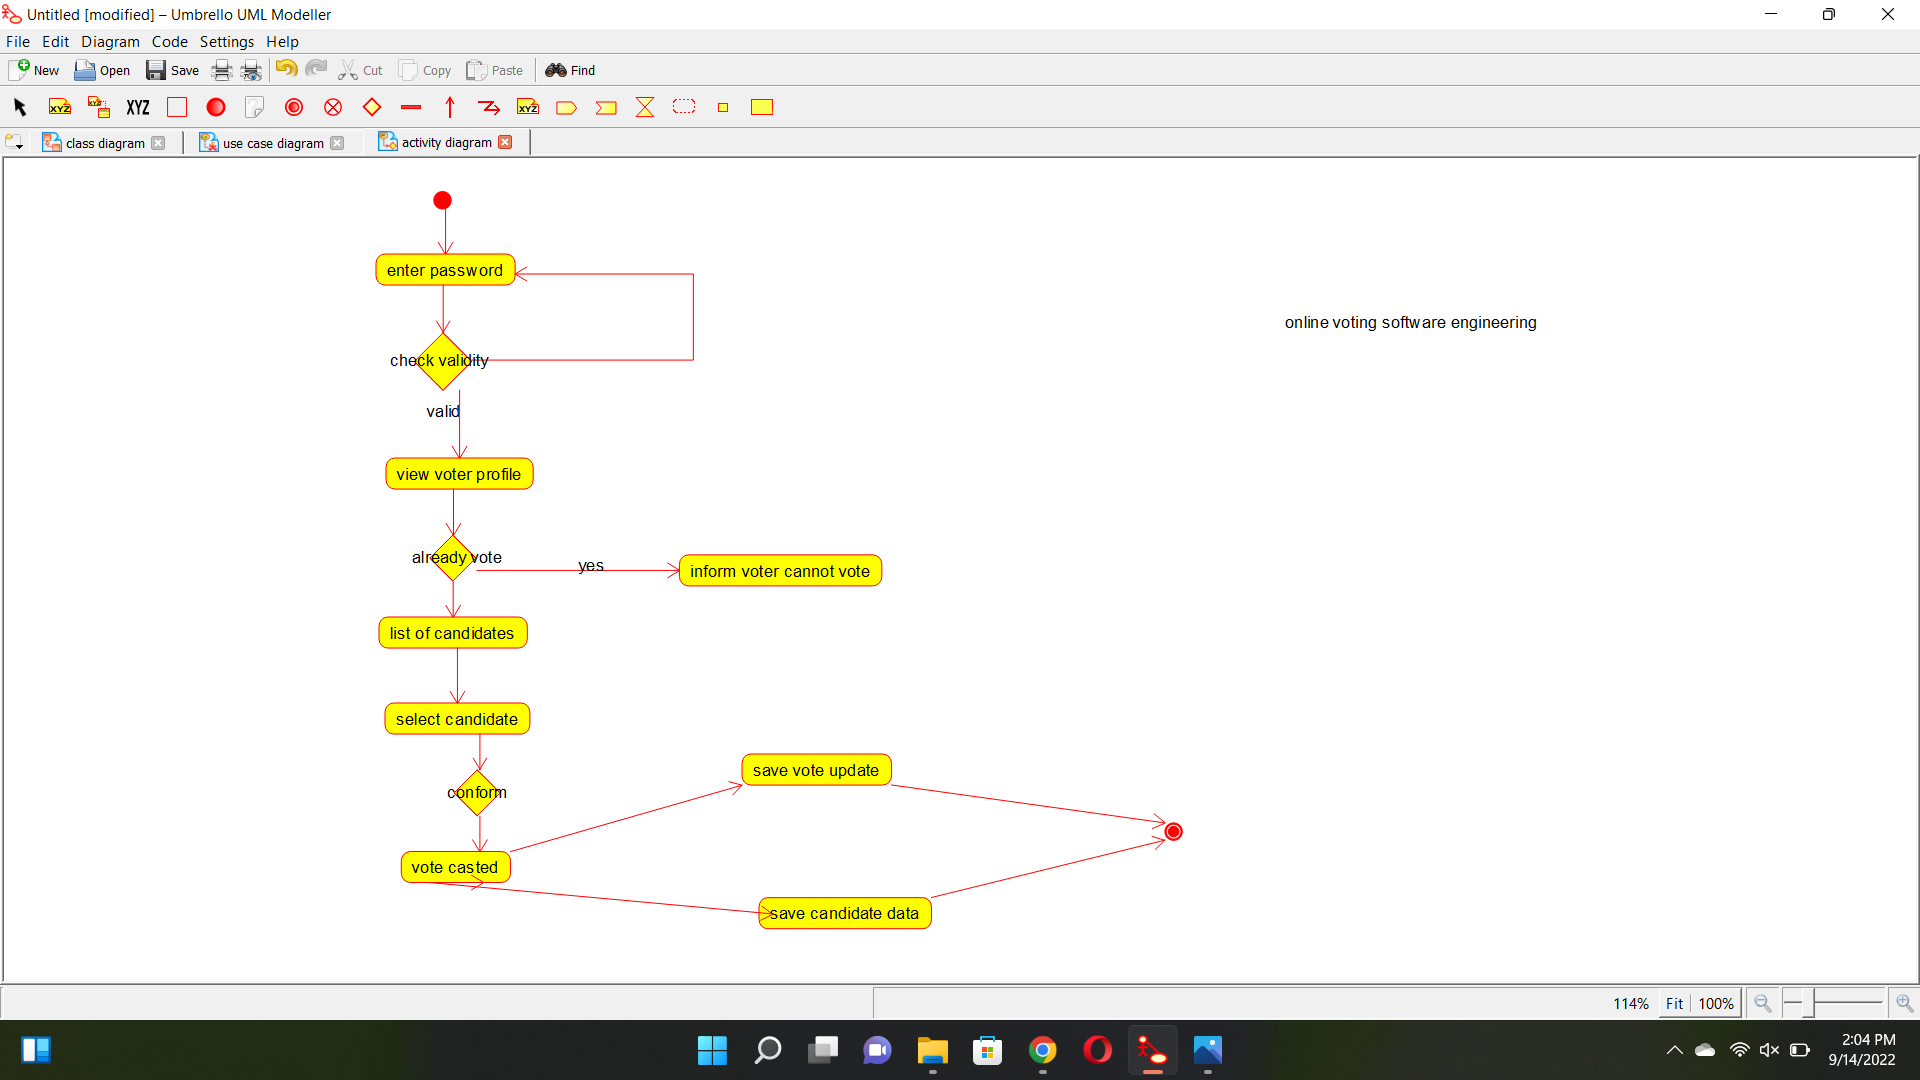 Untitled [modified] – Umbrello UML Modeller
File Edit Diagram Code Settings Help
New Open Save Cut Copy Paste Find
XYZ XYZ XYZ XYZ
class diagram use case diagram activity diagram
enter password
online voting software engineering
check validity
valid
view voter profile
already vote
yes
inform voter cannot vote
list of candidates
select candidate
save vote update
conform
vote casted
save candidate data
114% Fit 100%
2:04 PM
9/14/2022